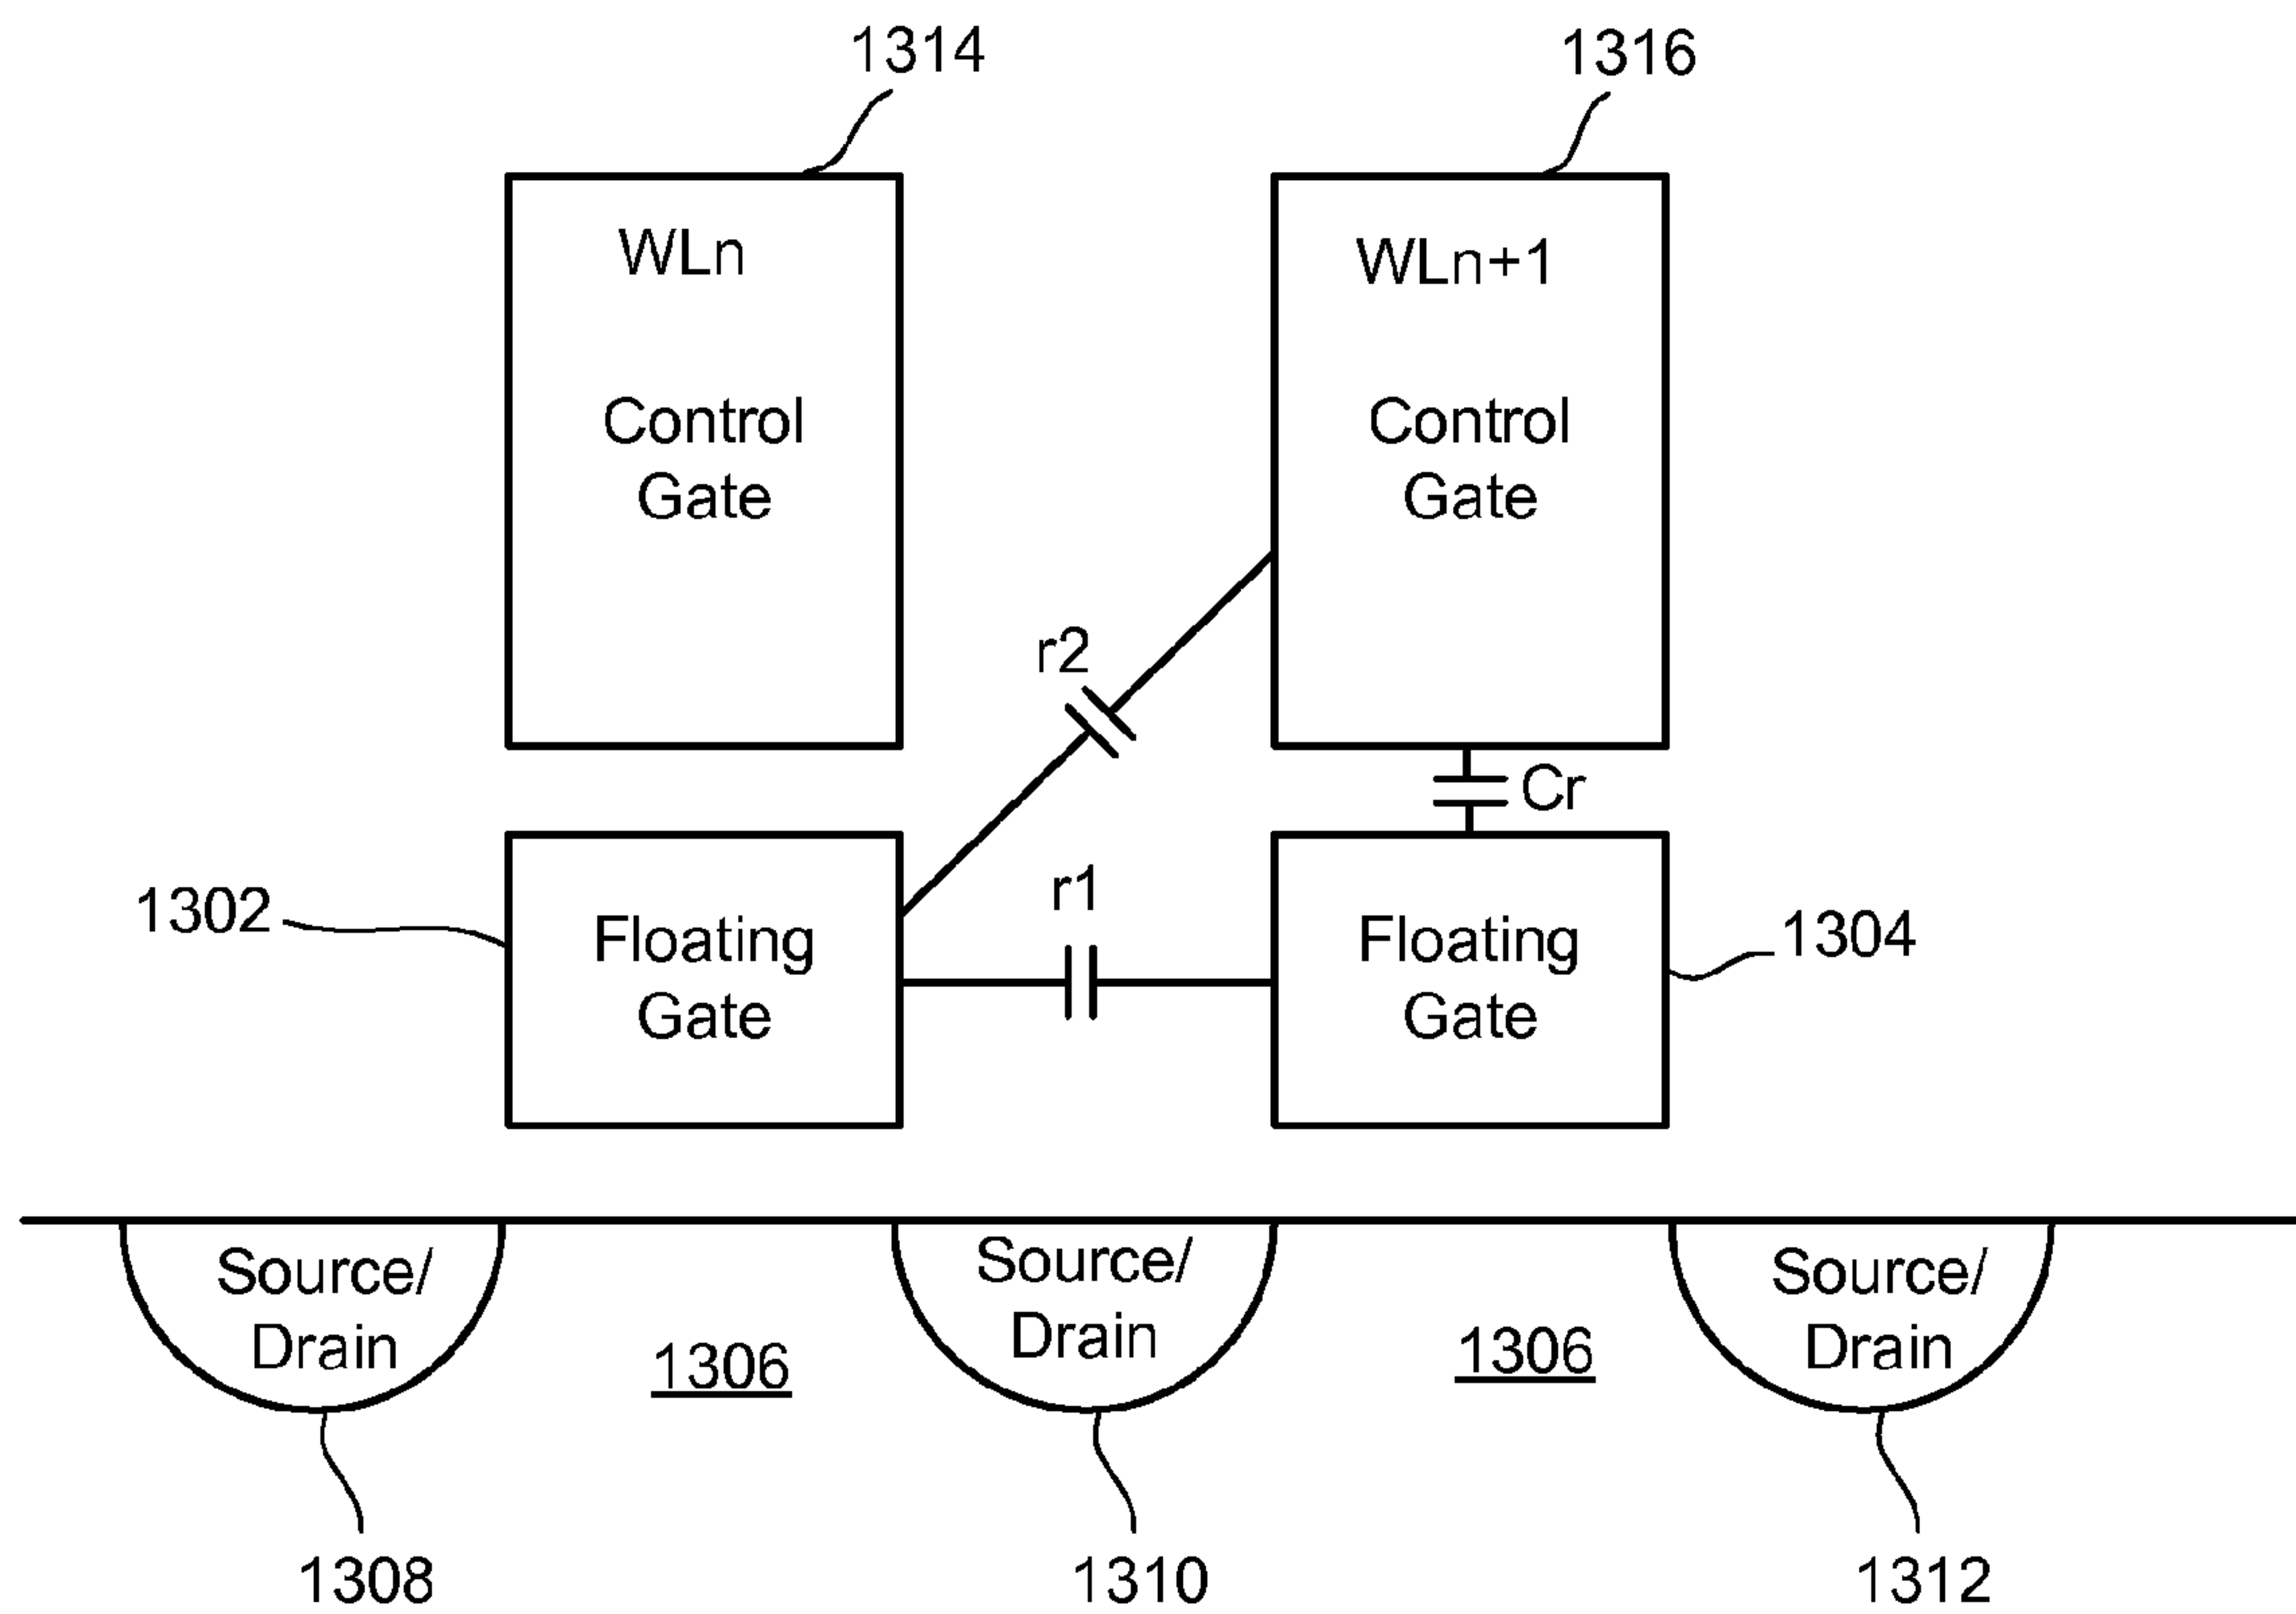 1314
1316
WLn
Control
Gate
WLn+1
Control
Gate
r2
Cr
r1
1302
Floating
Gate
Floating
Gate
1304
Source/
Drain
1306
Source/
Drain
1306
Source/
Drain
1308
1310
1312